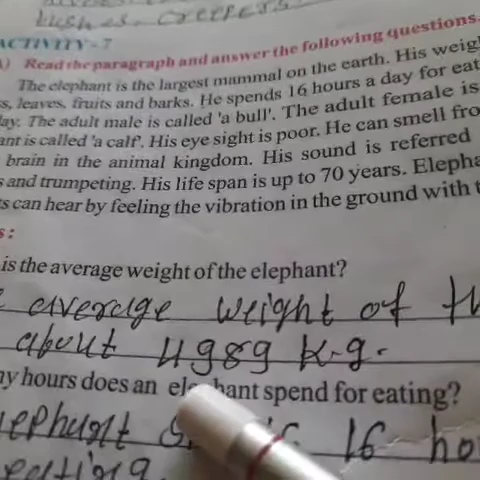 bushes. creepers.
ACTIVITY - 7
Read the paragraph and answer the following questions.
The elephant is the largest mammal on the earth. His weigh
s, leaves, fruits and barks. He spends 16 hours a day for eat
ay. The adult male is called 'a bull'. The adult female is
ant is called 'a calf'. His eye sight is poor. He can smell fro
brain in the animal kingdom. His sound is referred
s and trumpeting. His life span is up to 70 years. Elepha
ts can hear by feeling the vibration in the ground with t
s :
is the average weight of the elephant?
average weight of th
about 4989 K.g.
ny hours does an ele hant spend for eating?
lephant 16 ho
eating.